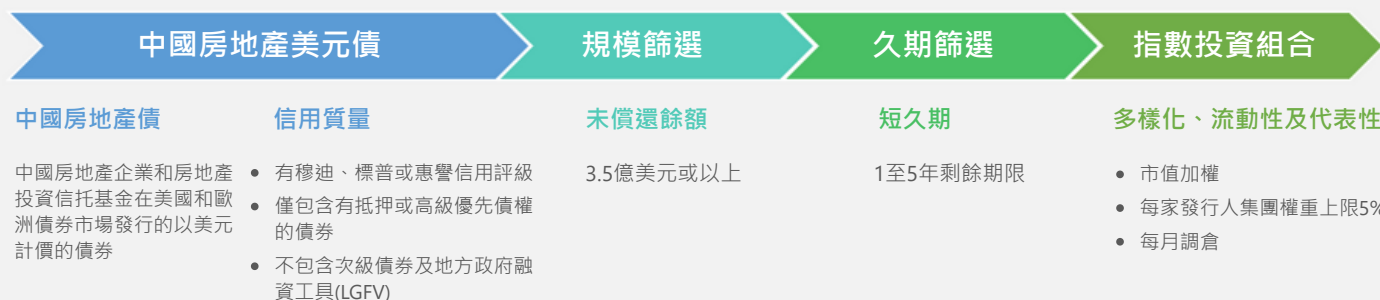 中國房地產美元債
規模篩選
久期篩選
指數投資組合
中國房地產債
中國房地產企業和房地產
投資信托基金在美國和歐
洲債券市場發行的以美元
計價的債券
信用質量
• 有穆迪、標普或惠譽信用評級
• 僅包含有抵押或高級優先債權
的債券
• 不包含次級債券及地方政府融
資工具(LGFV)
未償還餘額
3.5億美元或以上
短久期
1至5年剩餘期限
多樣化、流動性及代表性
• 市值加權
• 每家發行人集團權重上限5%
• 每月調倉